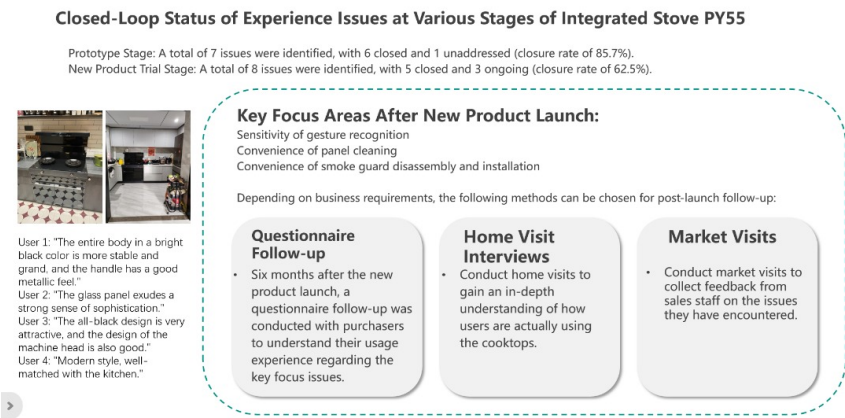 Closed-Loop Status of Experience Issues at Various Stages of Integrated Stove PY55
Prototype Stage: A total of 7 issues were identified, with 6 closed and 1 unaddressed (closure rate of 85.7%).
New Product Trial Stage: A total of 8 issues were identified, with 5 closed and 3 ongoing (closure rate of 62.5%).
User 1: "The entire body in a bright
black color is more stable and
grand, and the handle has a good
metallic feel."
User 2: "The glass panel exudes a
strong sense of sophistication."
User 3: "The all-black design is very
attractive, and the design of the
machine head is also good."
User 4: "Modern style, well-
matched with the kitchen."
Key Focus Areas After New Product Launch:
Sensitivity of gesture recognition
Convenience of panel cleaning
Convenience of smoke guard disassembly and installation
Depending on business requirements, the following methods can be chosen for post-launch follow-up:
Questionnaire
Follow-up
• Six months after the new
product launch, a
questionnaire follow-up was
conducted with purchasers
to understand their usage
experience regarding the
key focus issues.
Home Visit
Interviews
• Conduct home visits to
gain an in-depth
understanding of how
users are actually using
the cooktops.
Market Visits
• Conduct market visits to
collect feedback from
sales staff on the issues
they have encountered.